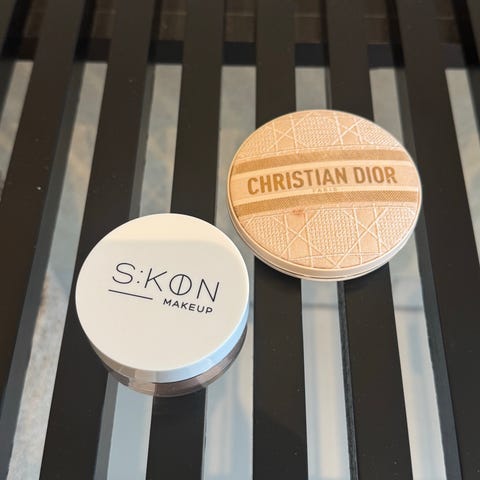 CHRISTIAN DIOR
PARIS
S:KON
MAKEUP